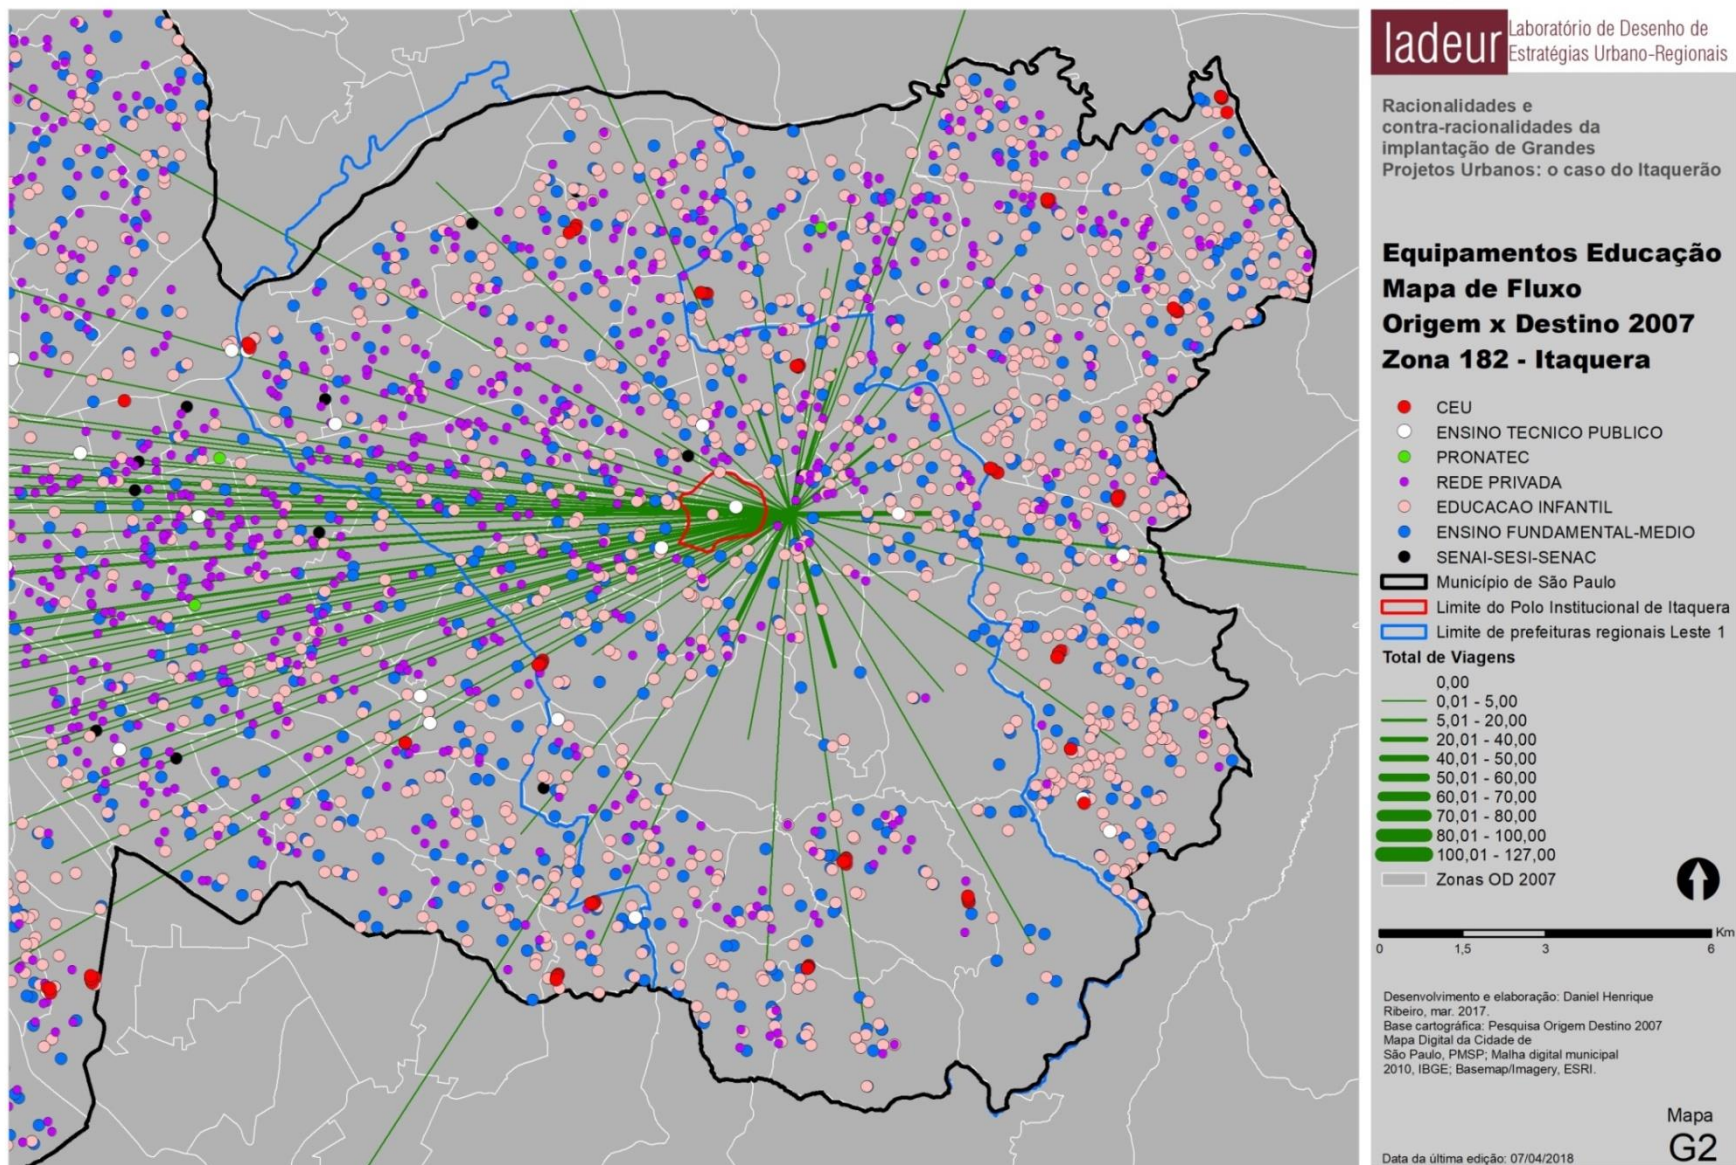 ladeur
Laboratório de Desenho de
Estratégias Urbano-Regionais
Racionalidades e
contra-racionalidades da
implantação de Grandes
Projetos Urbanos: o caso do Itaquerão
Equipamentos Educação
Mapa de Fluxo
Origem x Destino 2007
Zona 182 - Itaquera
CEU
ENSINO TECNICO PUBLICO
PRONATEC
REDE PRIVADA
EDUCACAO INFANTIL
ENSINO FUNDAMENTAL-MEDIO
SENAI-SESI-SENAC
Município de São Paulo
Limite do Polo Institucional de Itaquera
Limite de prefeituras regionais Leste 1
Total de Viagens
0,00
0,01 - 5,00
5,01 - 20,00
20,01 - 40,00
40,01 - 50,00
50,01 - 60,00
60,01 - 70,00
70,01 - 80,00
80,01 - 100,00
100,01 - 127,00
Zonas OD 2007
Km
0 1,5 3 6
Desenvolvimento e elaboração: Daniel Henrique
Ribeiro, mar. 2017.
Base cartográfica: Pesquisa Origem Destino 2007
Mapa Digital da Cidade de
São Paulo, PMSP; Malha digital municipal
2010, IBGE; Basemap/Imagery, ESRI.
Mapa
G2
Data da última edição: 07/04/2018